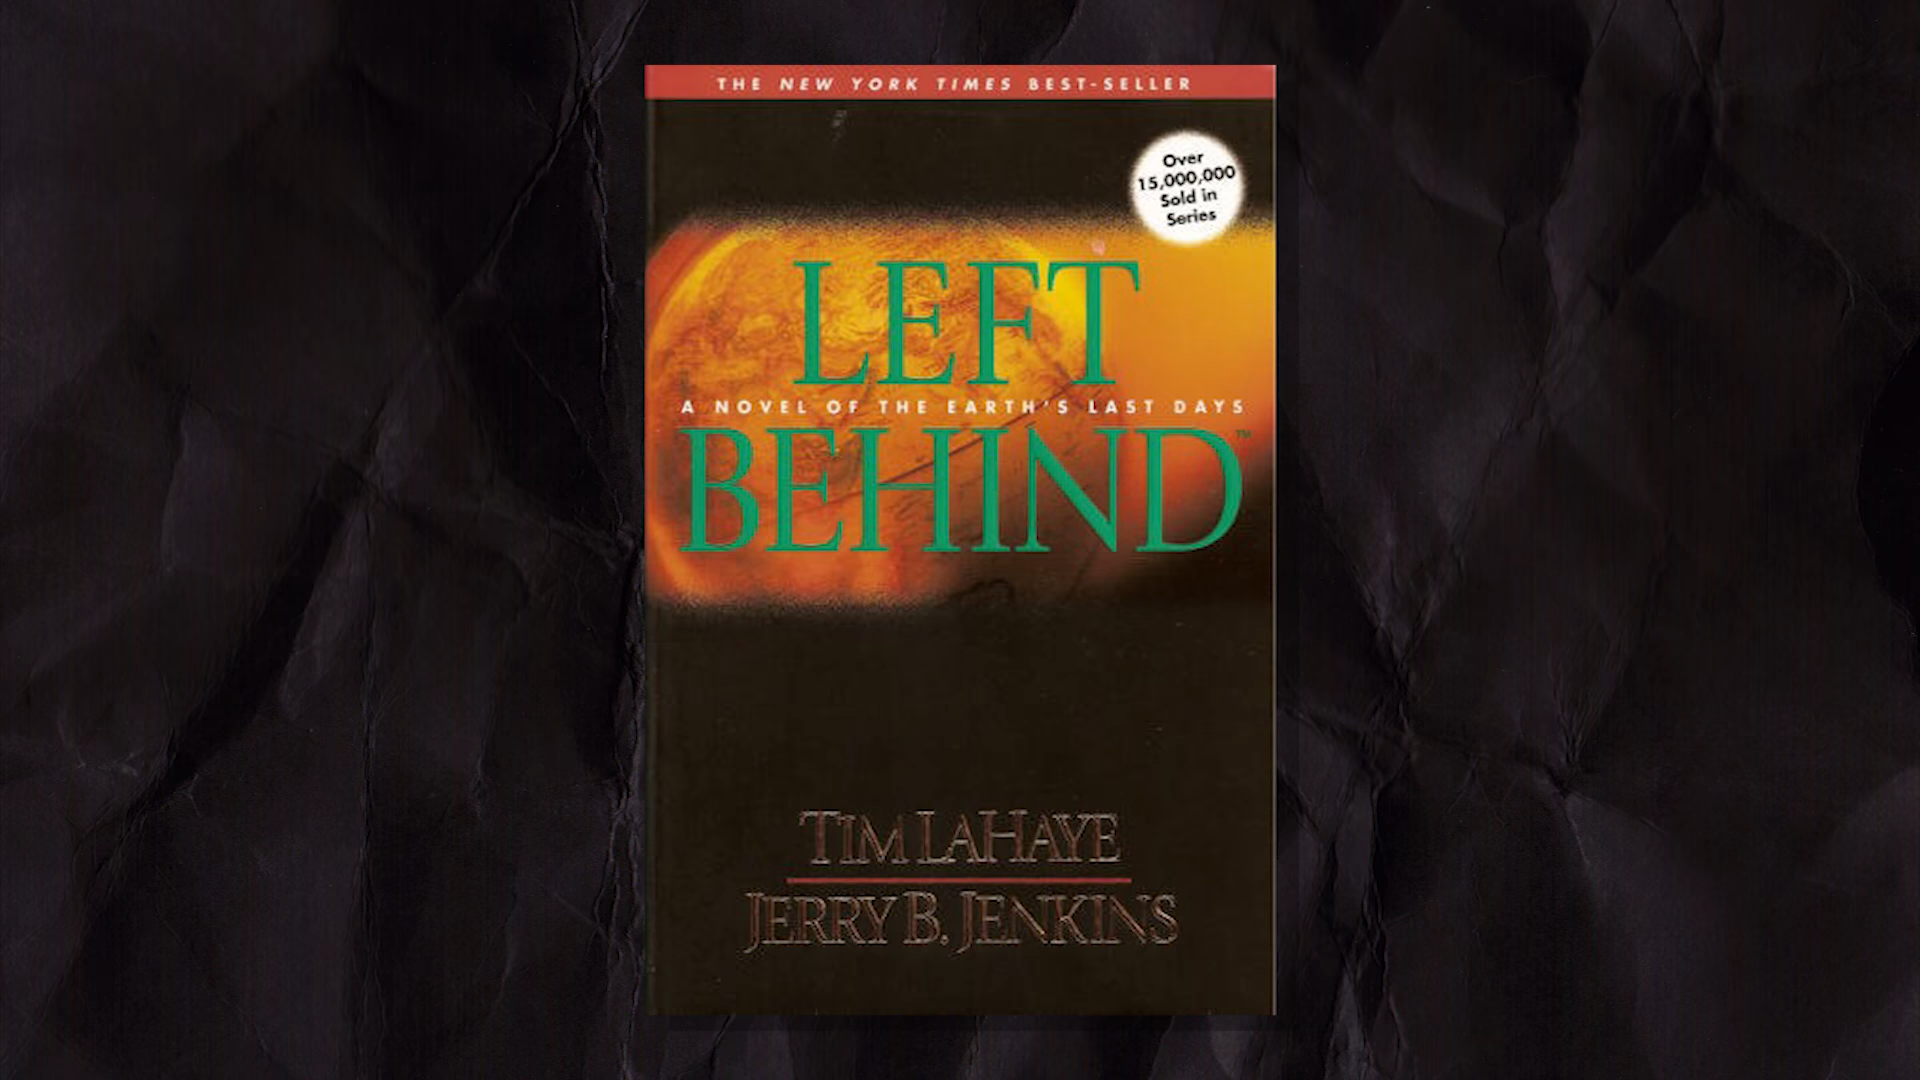 THE NEW YORK TIMES BEST-SELLER
Over
15,000,000
Sold in
Series
LEFT
A NOVEL OF THE EARTH'S LAST DAYS
BEHIND™
TIM LAHAYE
JERRY B. JENKINS